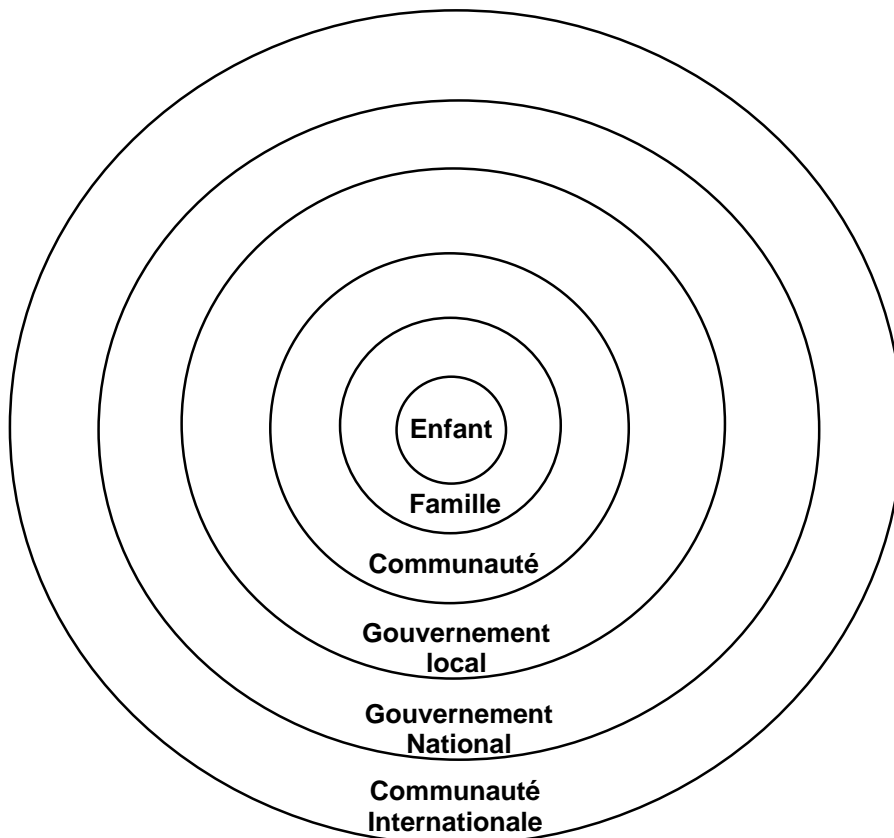 Enfant
Famille
Communauté
Gouvernement
local
Gouvernement
National
Communauté
Internationale